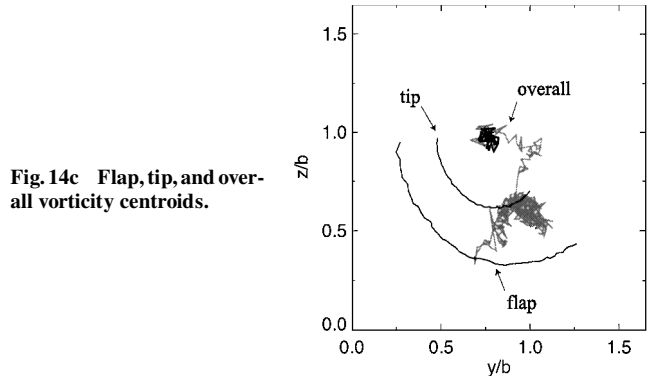 Fig. 14c Flap, tip, and over-
all vorticity centroids.
1.5
1.0
0.5
0.0
z/b
tip
overall
flap
0.0 0.5 1.0 1.5
y/b